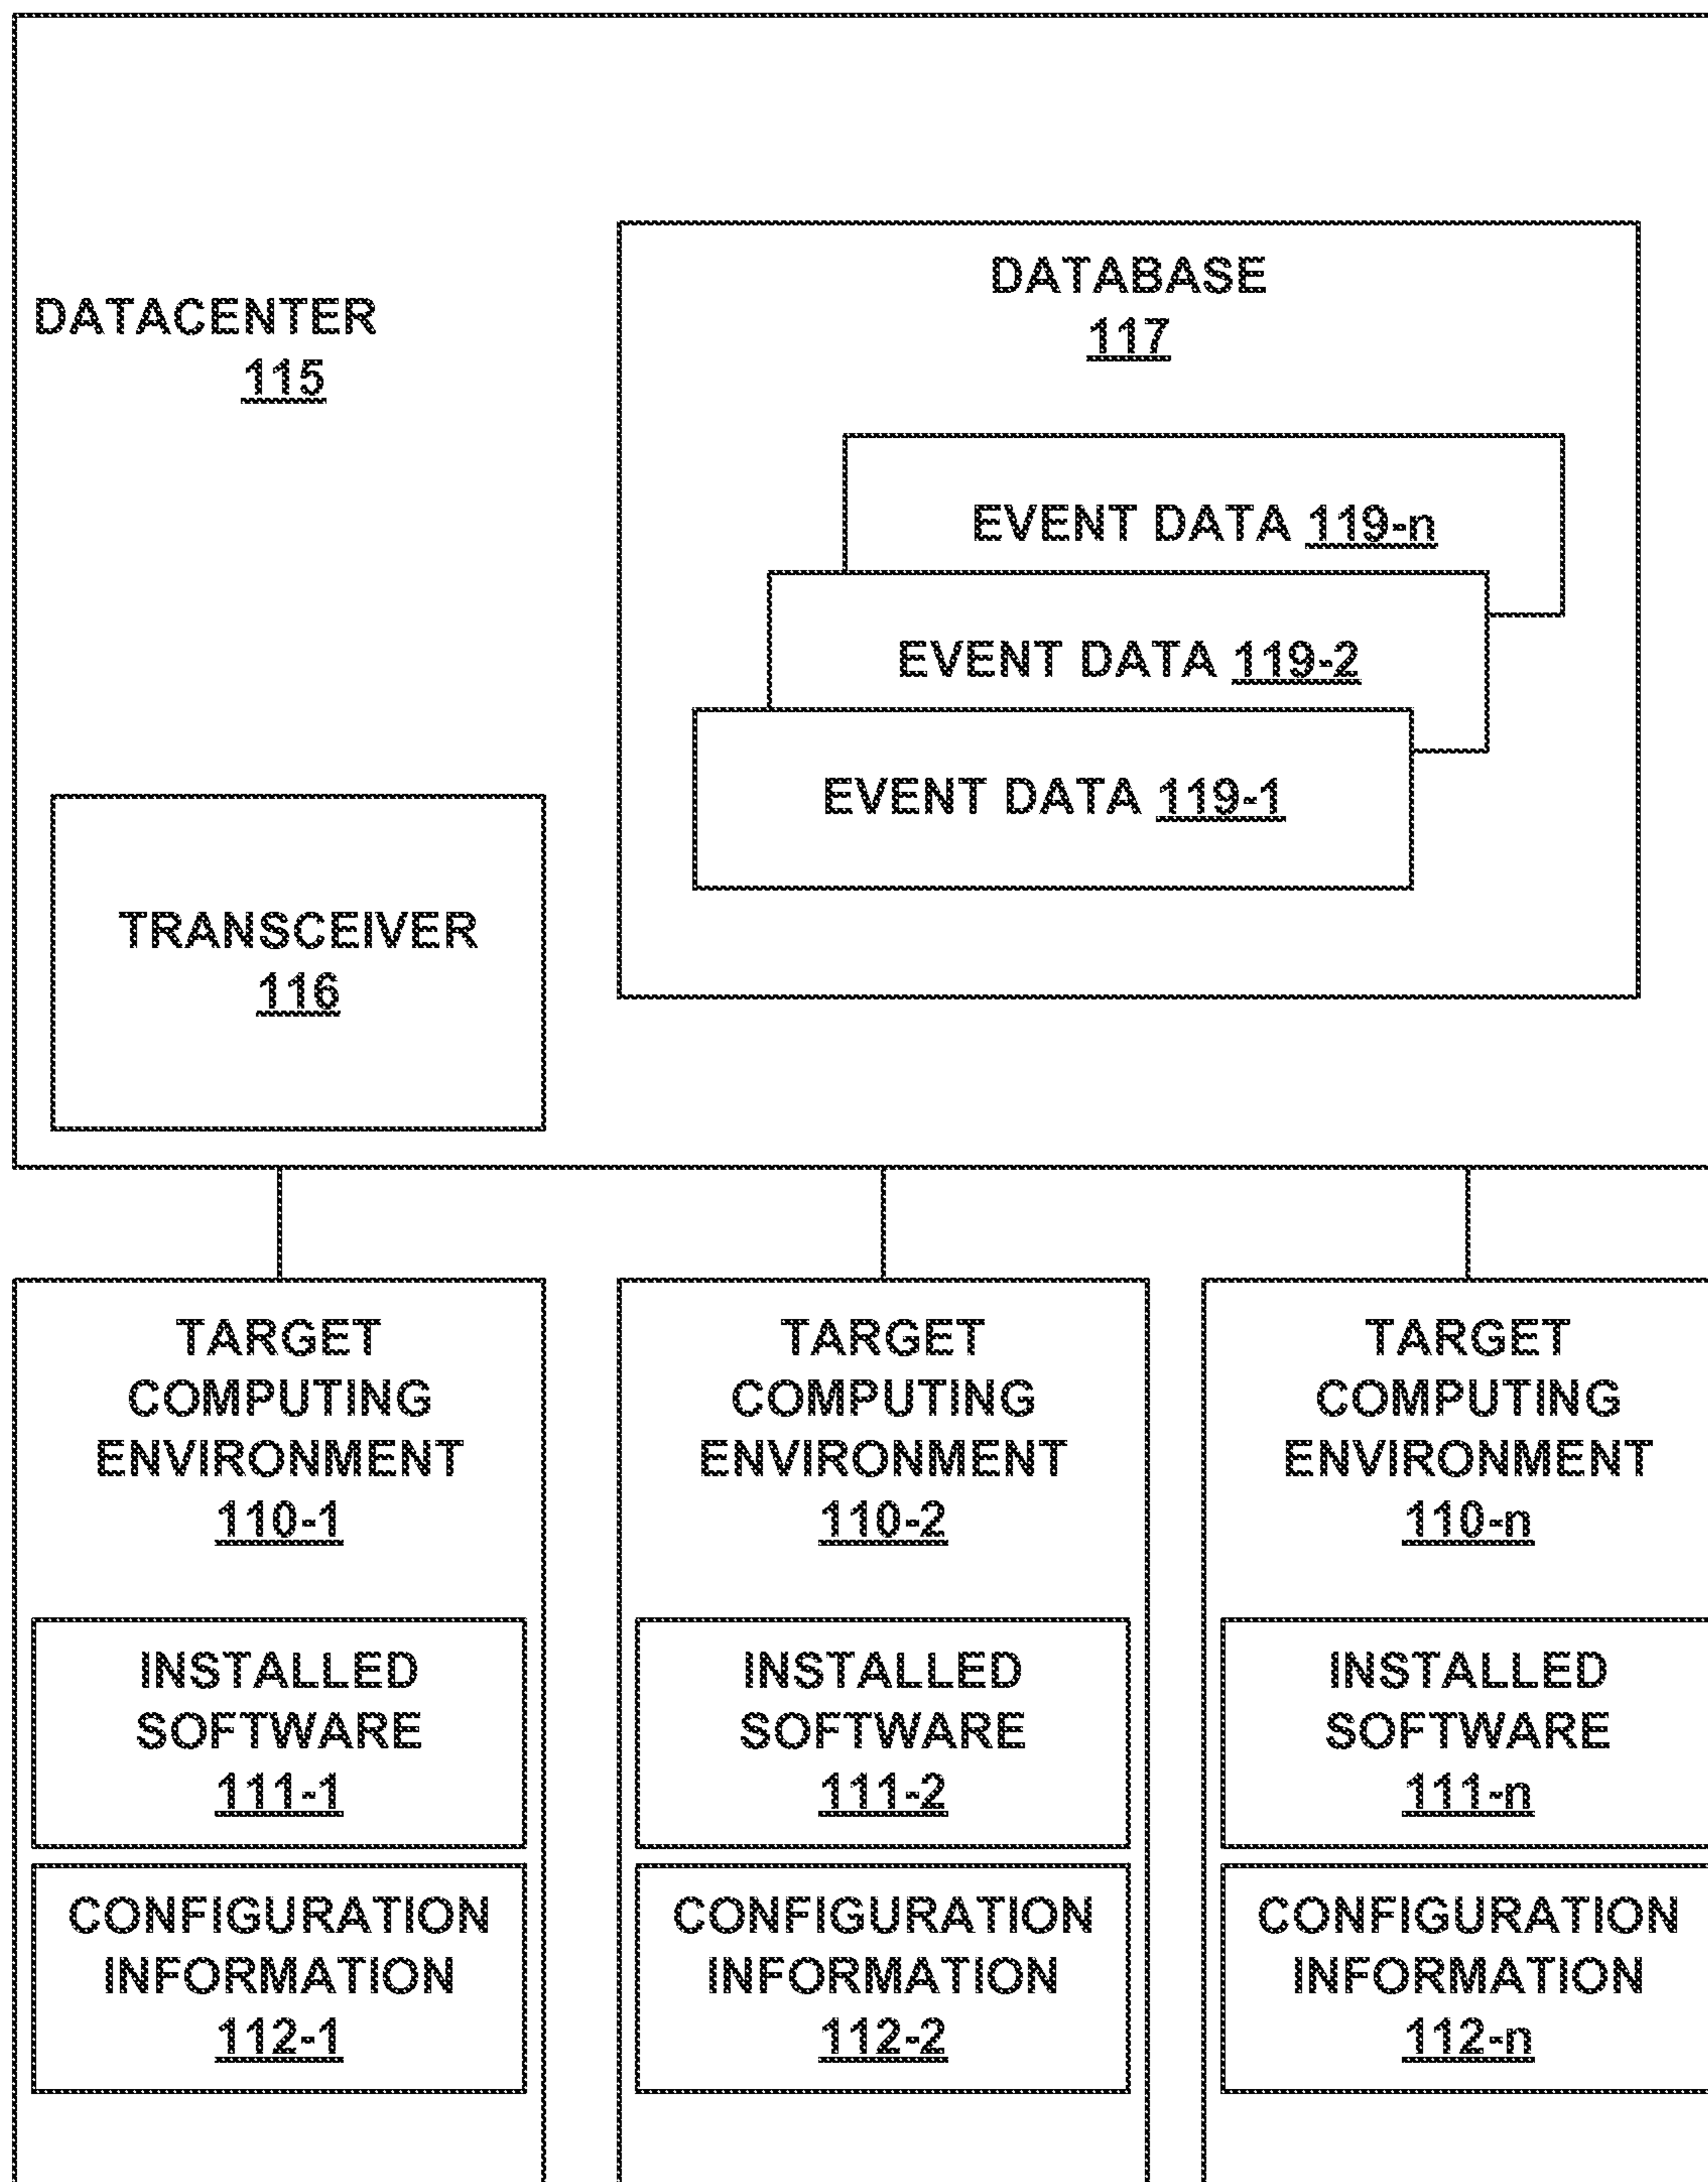 DATACENTER
115
DATABASE
117
EVENT DATA 119-n
EVENT DATA 119-2
EVENT DATA 119-1
TRANSCEIVER
116
TARGET
COMPUTING
ENVIRONMENT
110-1
INSTALLED
SOFTWARE
111-1
CONFIGURATION
INFORMATION
112-1
TARGET
COMPUTING
ENVIRONMENT
110-2
INSTALLED
SOFTWARE
111-2
CONFIGURATION
INFORMATION
112-2
TARGET
COMPUTING
ENVIRONMENT
110-n
INSTALLED
SOFTWARE
111-n
CONFIGURATION
INFORMATION
112-n